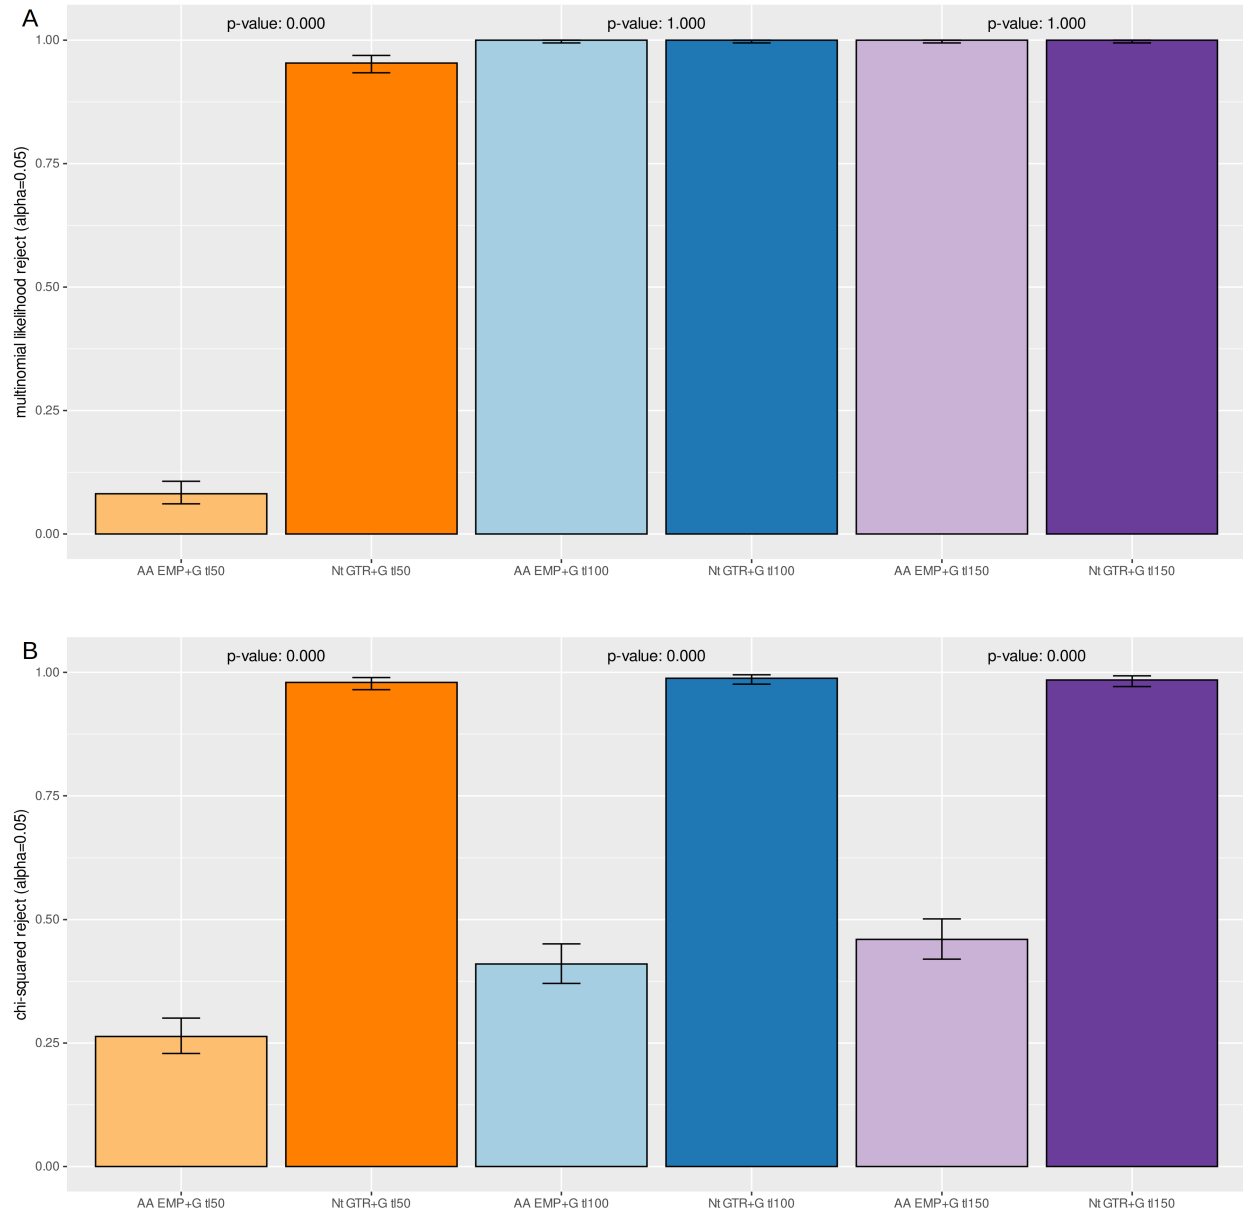 A
p-value: 0.000
p-value: 1.000
p-value: 1.000
multinomial likelihood reject (alpha=0.05)
1.00
0.75
0.50
0.25
0.00
AA EMP+G tl50
Nt GTR+G tl50
AA EMP+G tl100
Nt GTR+G tl100
AA EMP+G tl150
Nt GTR+G tl150
B
p-value: 0.000
p-value: 0.000
p-value: 0.000
chi-squared reject (alpha=0.05)
1.00
0.75
0.50
0.25
0.00
AA EMP+G tl50
Nt GTR+G tl50
AA EMP+G tl100
Nt GTR+G tl100
AA EMP+G tl150
Nt GTR+G tl150